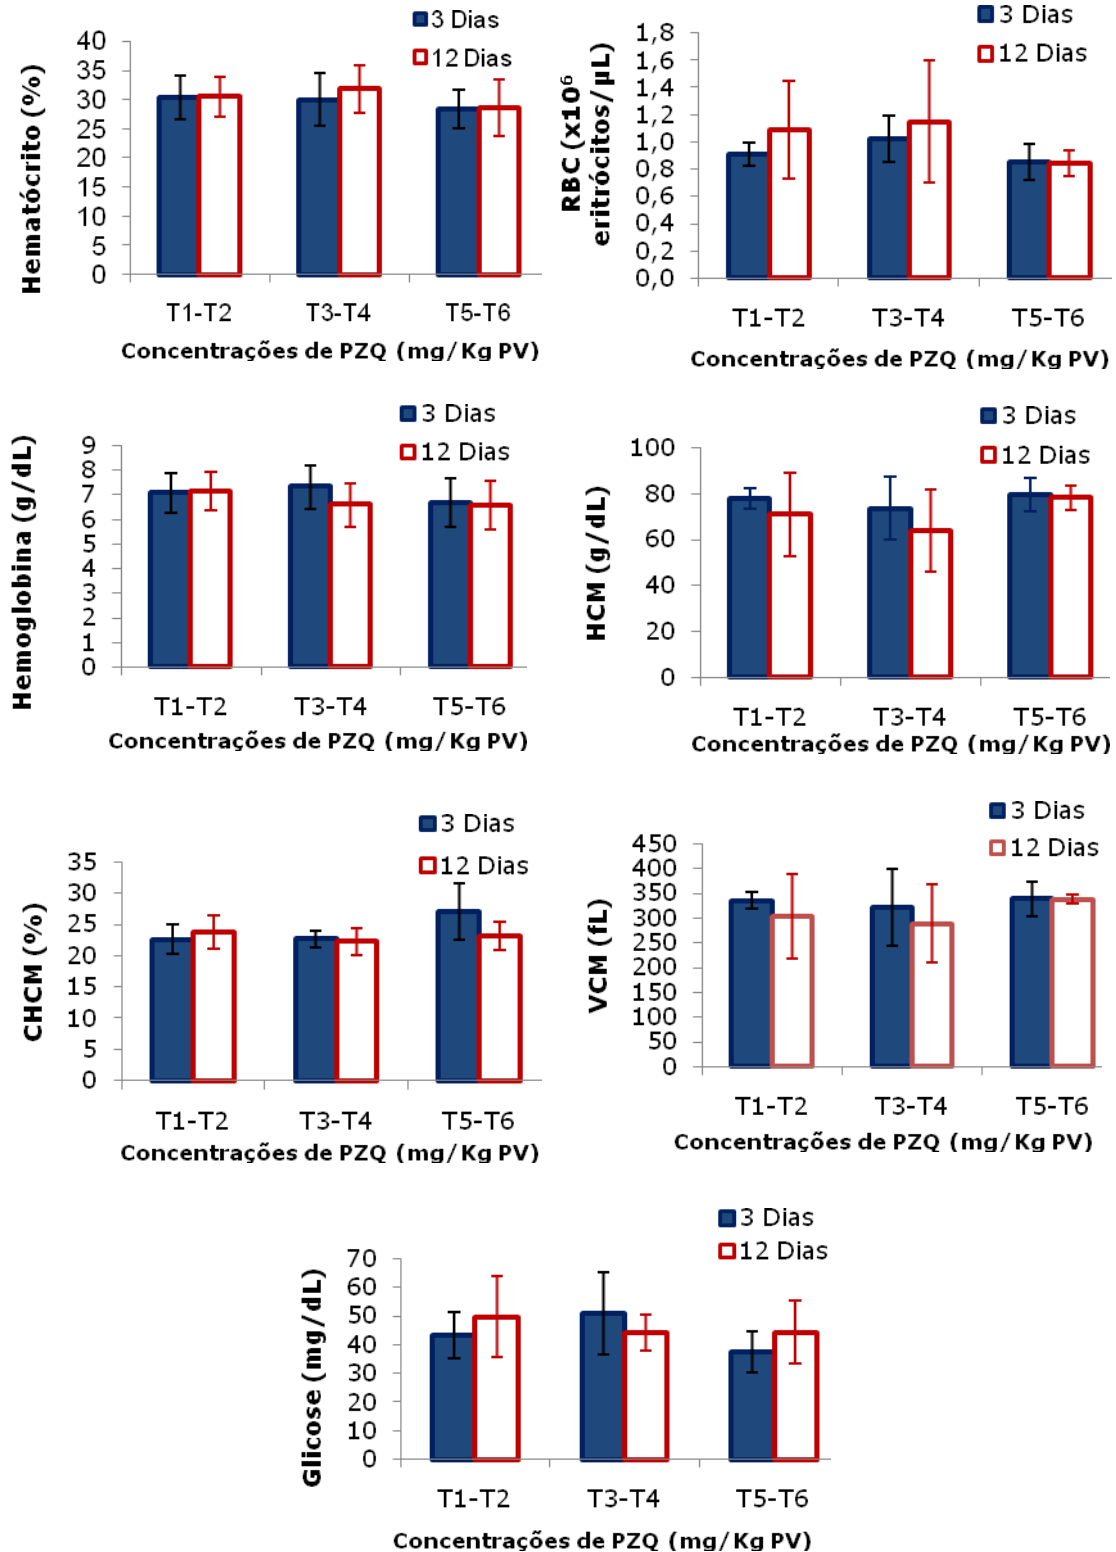 3 Dias
12 Dias
Hematócrito (%)
40
35
30
25
20
15
10
5
0
T1-T2 T3-T4 T5-T6
Concentrações de PZQ (mg/Kg PV)
3 Dias
12 Dias
RBC (x10⁶
eritrócitos/µL)
1,8
1,6
1,4
1,2
1,0
0,8
0,6
0,4
0,2
0,0
T1-T2 T3-T4 T5-T6
Concentrações de PZQ (mg/Kg PV)
3 Dias
12 Dias
Hemoglobina (g/dL)
9
8
7
6
5
4
3
2
1
0
T1-T2 T3-T4 T5-T6
Concentrações de PZQ (mg/Kg PV)
3 Dias
12 Dias
HCM (g/dL)
100
80
60
40
20
0
T1-T2 T3-T4 T5-T6
Concentrações de PZQ (mg/Kg PV)
3 Dias
12 Dias
CHCM (%)
35
30
25
20
15
10
5
0
T1-T2 T3-T4 T5-T6
Concentrações de PZQ (mg/Kg PV)
3 Dias
12 Dias
VCM (fL)
450
400
350
300
250
200
150
100
50
0
T1-T2 T3-T4 T5-T6
Concentrações de PZQ (mg/Kg PV)
3 Dias
12 Dias
Glicose (mg/dL)
70
60
50
40
30
20
10
0
T1-T2 T3-T4 T5-T6
Concentrações de PZQ (mg/Kg PV)